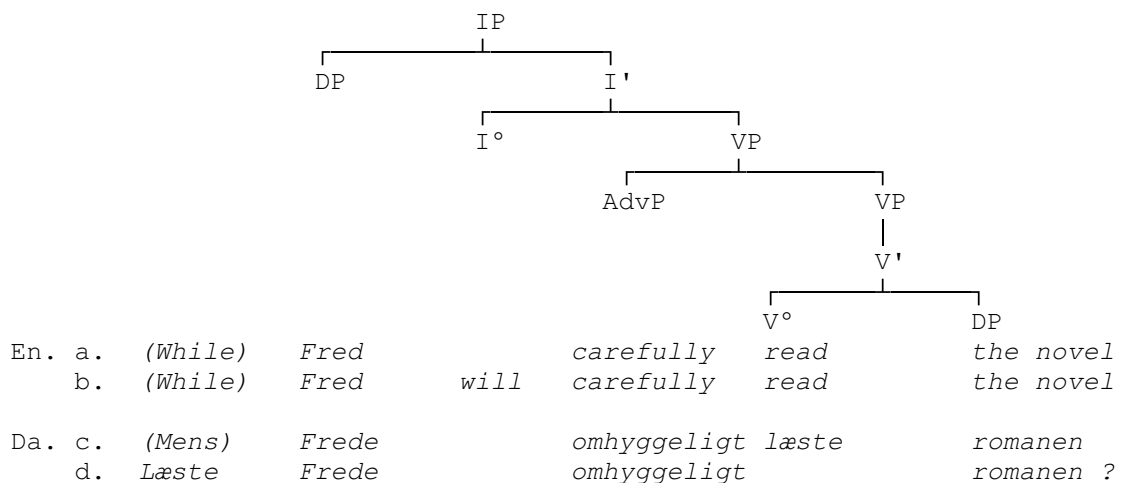 IP
DP I'
I° VP
AdvP VP
V'
V° DP
En. a. (While) Fred carefully read the novel
b. (While) Fred will carefully read the novel
Da. c. (Mens) Frede omhyggeligt læste romanen
d. Læste Frede omhyggeligt romanen ?